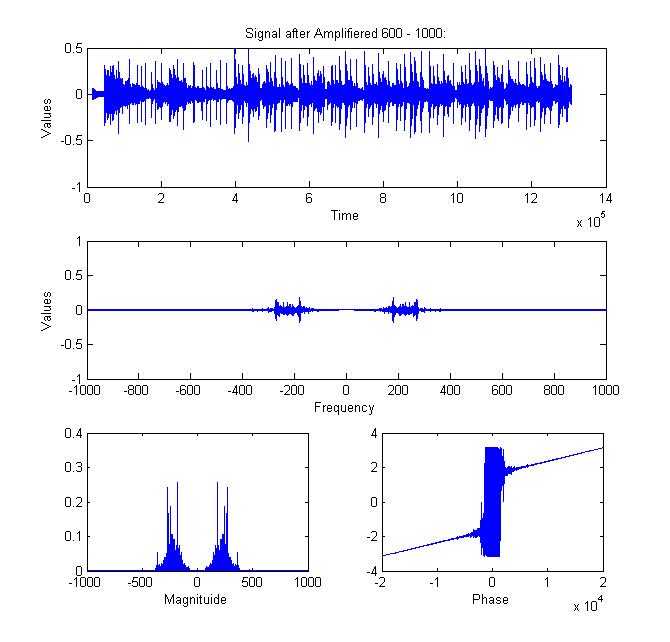 Signal after Amplifiered 600 - 1000:
0.5
0
-0.5
-1
Values
0 2 4 6 8 10 12 14
Time
x 10^5
1
0.5
0
-0.5
-1
Values
-1000 -800 -600 -400 -200 0 200 400 600 800 1000
Frequency
0.4
0.3
0.2
0.1
0
-1000 -500 0 500 1000
Magnituide
4
2
0
-2
-4
-2 -1 0 1 2
Phase
x 10^4